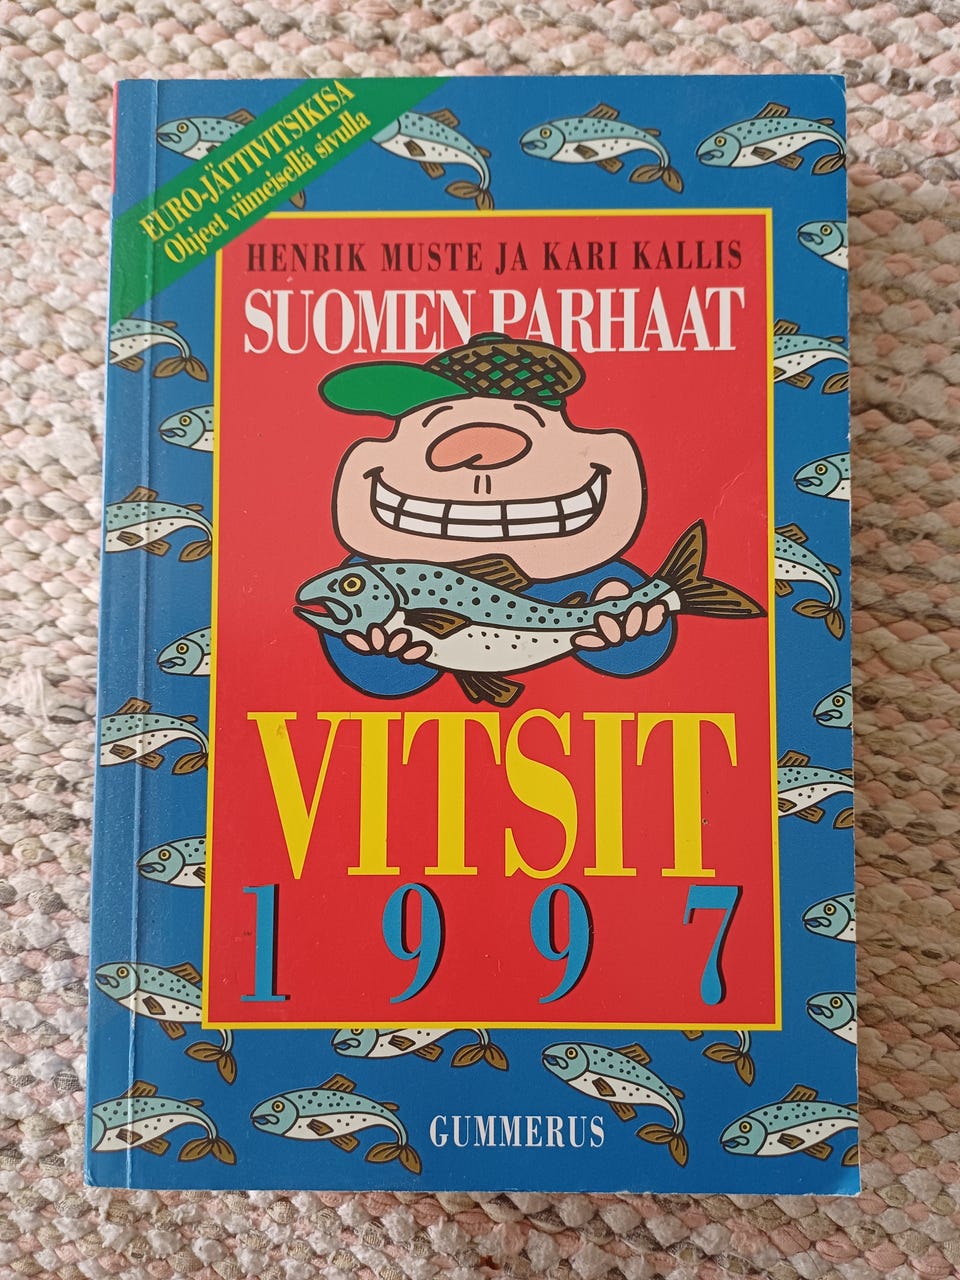 EURO-JÄTTIVITSIKISA
Ohjeet viimeisellä sivulla
HENRIK MUSTE JA KARI KALLIS
SUOMEN PARHAAT
VITSIT
1997
GUMMERUS